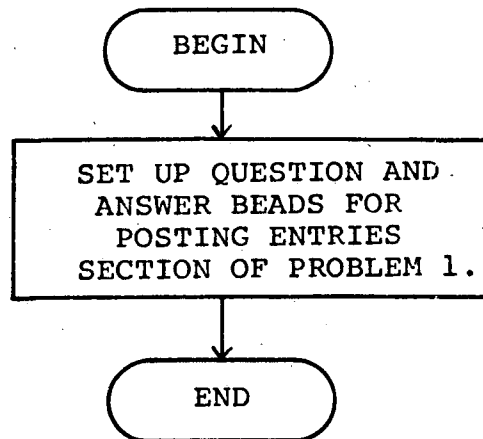 BEGIN
SET UP QUESTION AND
ANSWER BEADS FOR
POSTING ENTRIES
SECTION OF PROBLEM 1.
END